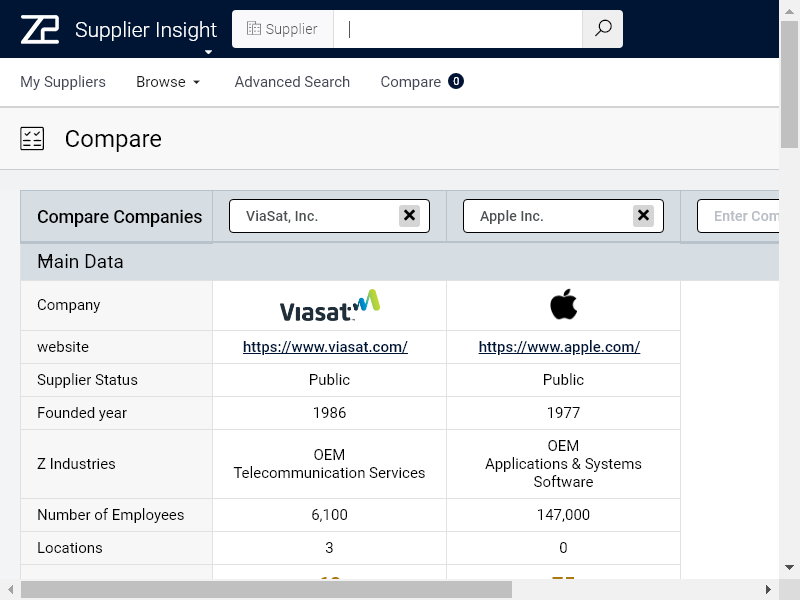 Z2 Supplier Insight Supplier
My Suppliers Browse Advanced Search Compare 0
Compare
Compare Companies ViaSat, Inc. Apple Inc. Enter Com
Main Data
Company Viasat
website https://www.viasat.com/ https://www.apple.com/
Supplier Status Public Public
Founded year 1986 1977
OEM
OEM
Z Industries Applications & Systems
Telecommunication Services
Software
Number of Employees 6,100 147,000
Locations 3 0